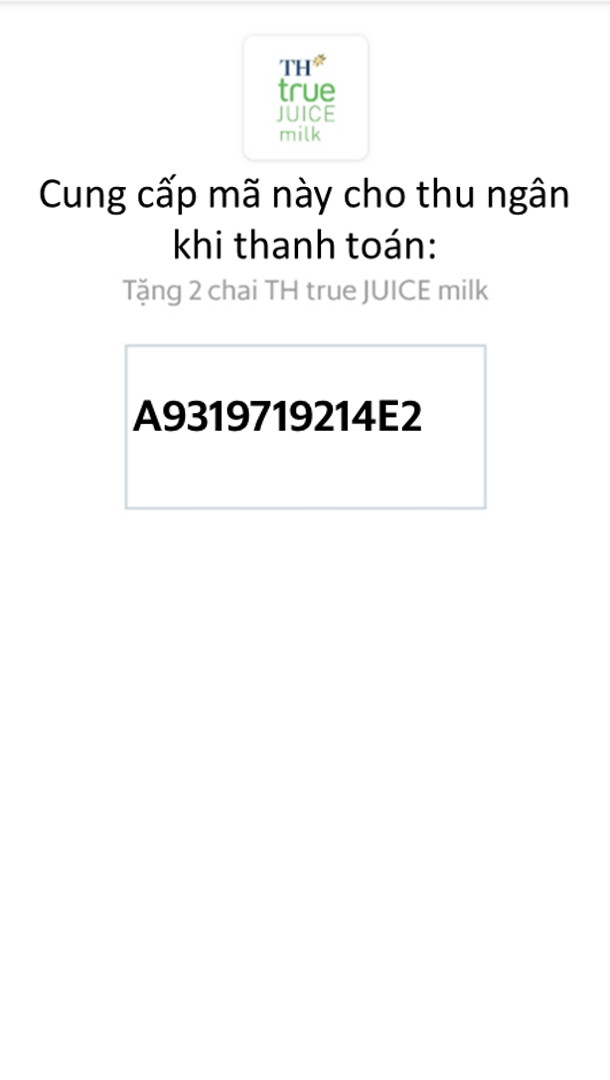 TH
true
JUICE
milk
Cung cấp mã này cho thu ngân
khi thanh toán:
Tặng 2 chai TH true JUICE milk
A9319719214E2